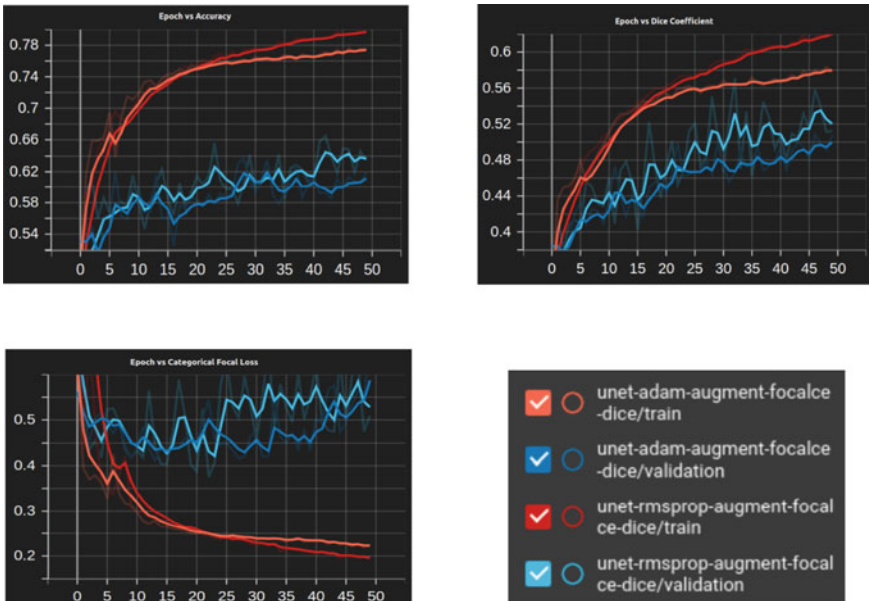 Epoch vs Accuracy
0.78
0.74
0.7
0.66
0.62
0.58
0.54
0 5 10 15 20 25 30 35 40 45 50
Epoch vs Dice Coefficient
0.6
0.56
0.52
0.48
0.44
0.4
0 5 10 15 20 25 30 35 40 45 50
Epoch vs Categorical Focal Loss
0.5
0.4
0.3
0.2
0 5 10 15 20 25 30 35 40 45 50
unet-adam-augment-focalce
-dice/train
unet-adam-augment-focalce
-dice/validation
unet-rmsprop-augment-focal
ce-dice/train
unet-rmsprop-augment-focal
ce-dice/validation